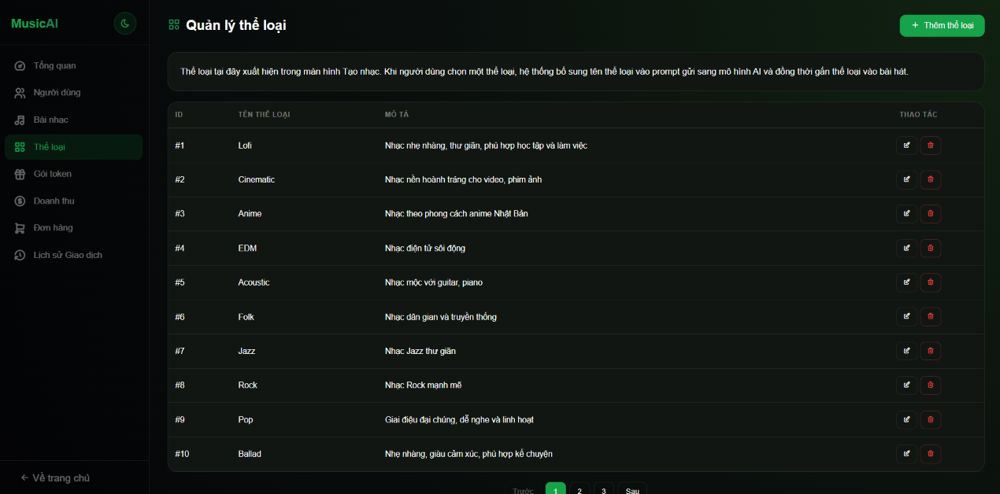 MusicAI
Tổng quan
Người dùng
Bài nhạc
Thể loại
Gói token
Doanh thu
Đơn hàng
Lịch sử Giao dịch
← Về trang chủ
Quản lý thể loại
+ Thêm thể loại
Thể loại tại đây xuất hiện trong màn hình Tạo nhạc. Khi người dùng chọn một thể loại, hệ thống bổ sung tên thể loại vào prompt gửi sang mô hình AI và đồng thời gắn thể loại vào bài hát.
ID TÊN THỂ LOẠI MÔ TẢ THAO TÁC
#1 Lofi Nhạc nhẹ nhàng, thư giãn, phù hợp học tập và làm việc
#2 Cinematic Nhạc nền hoành tráng cho video, phim ảnh
#3 Anime Nhạc theo phong cách anime Nhật Bản
#4 EDM Nhạc điện tử sôi động
#5 Acoustic Nhạc mộc với guitar, piano
#6 Folk Nhạc dân gian và truyền thống
#7 Jazz Nhạc Jazz thư giãn
#8 Rock Nhạc Rock mạnh mẽ
#9 Pop Giai điệu đại chúng, dễ nghe và linh hoạt
#10 Ballad Nhẹ nhàng, giàu cảm xúc, phù hợp kể chuyện
Trước 1 2 3 Sau